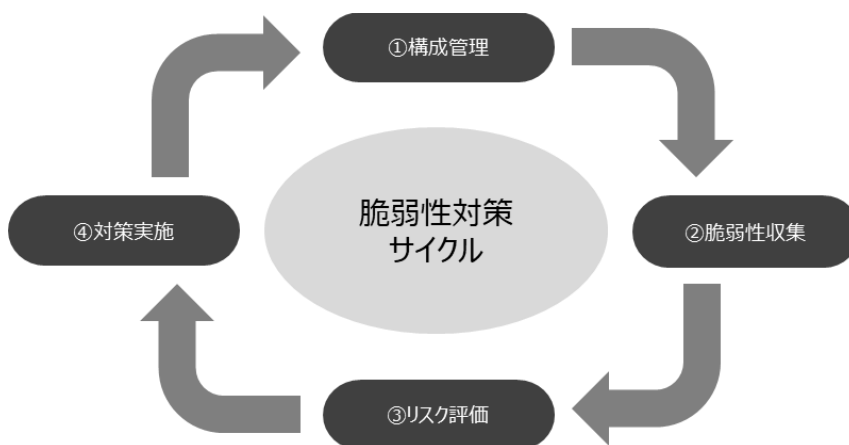 ①構成管理
脆弱性対策
サイクル
④対策実施
②脆弱性収集
③リスク評価